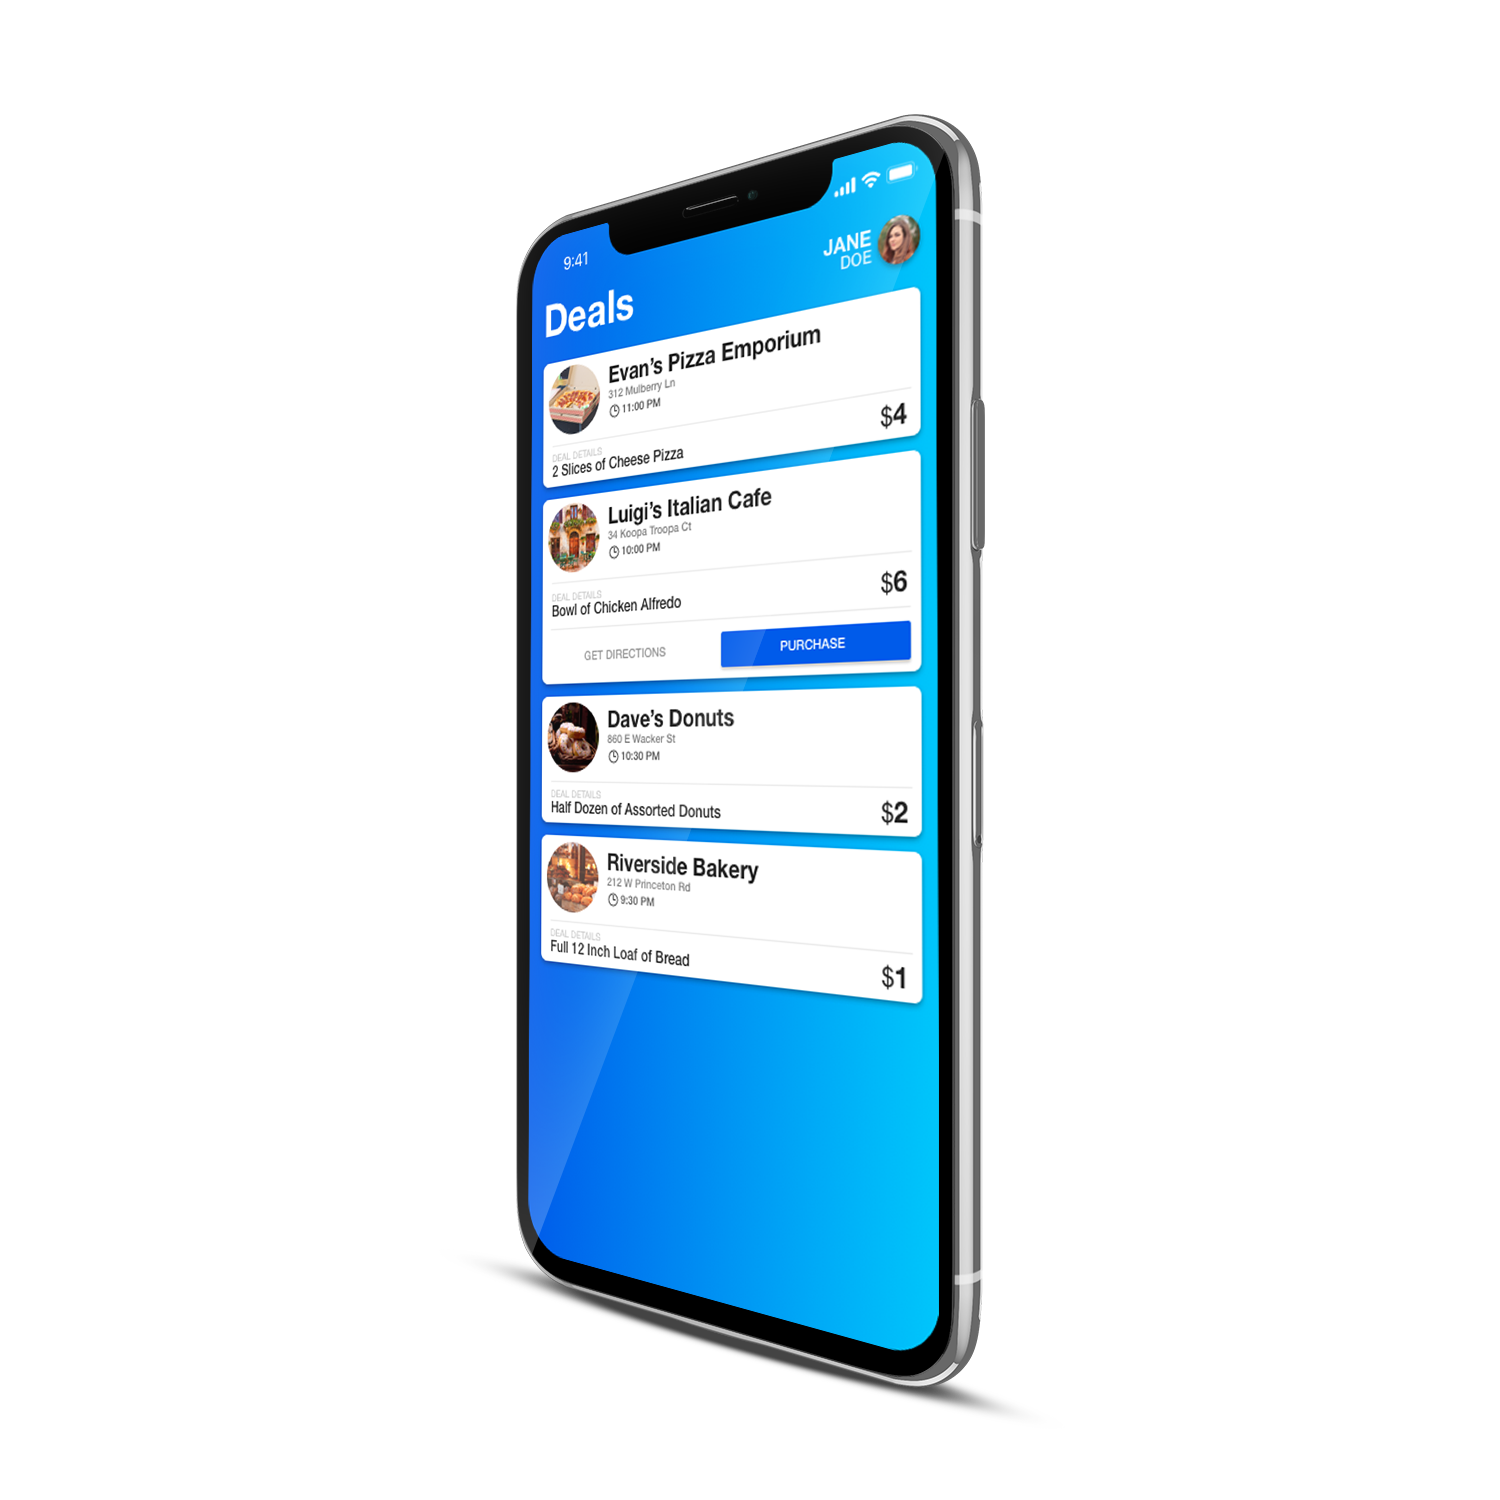 9:41
JANE
DOE
Deals
Evan's Pizza Emporium
312 Mulberry Ln
11:00 PM
$4
DEAL DETAILS
2 Slices of Cheese Pizza
Luigi's Italian Cafe
34 Koopa Troopa Ct
10:00 PM
$6
DEAL DETAILS
Bowl of Chicken Alfredo
GET DIRECTIONS
PURCHASE
Dave's Donuts
860 E Wacker St
10:30 PM
DEAL DETAILS
Half Dozen of Assorted Donuts
$2
Riverside Bakery
212 W Princeton Rd
9:30 PM
DEAL DETAILS
Full 12 Inch Loaf of Bread
$1